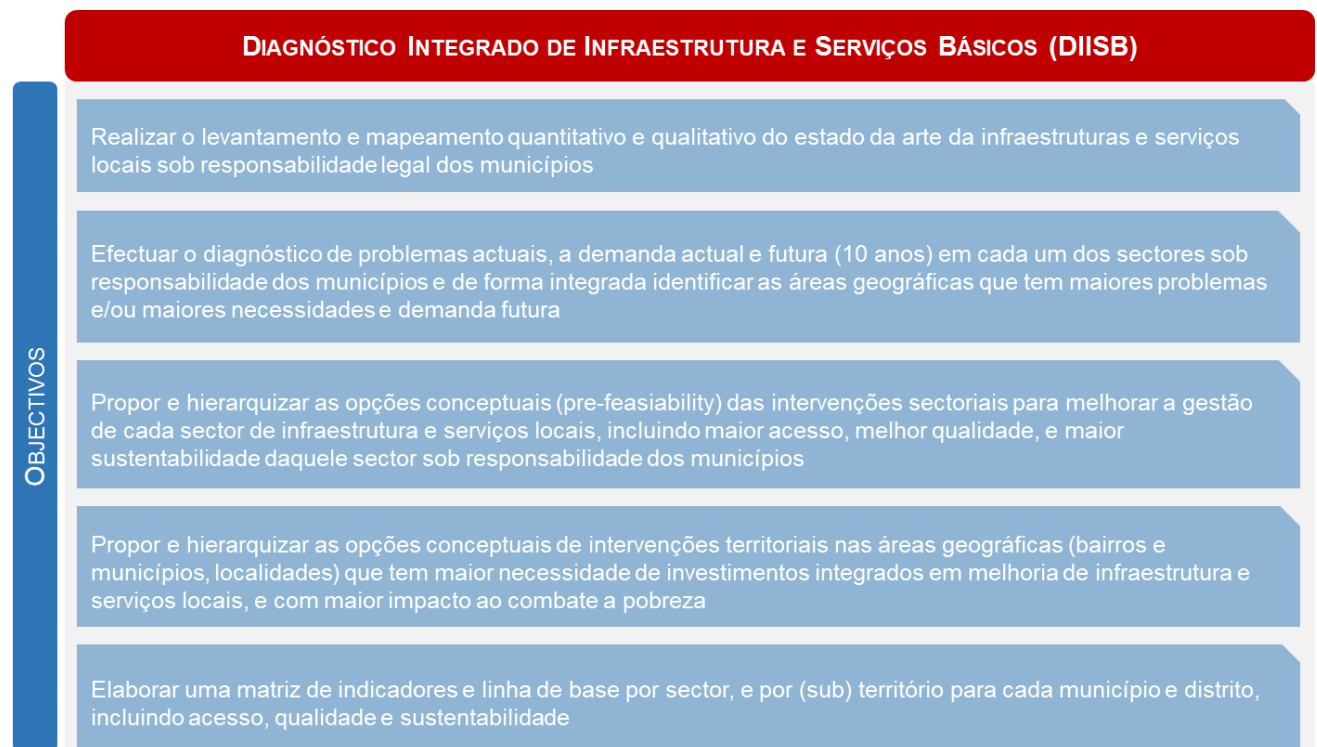 DIAGNÓSTICO INTEGRADO DE INFRAESTRUTURA E SERVIÇOS BÁSICOS (DIISB)
OBJECTIVOS
Realizar o levantamento e mapeamento quantitativo e qualitativo do estado da arte da infraestruturas e serviços
locais sob responsabilidade legal dos municípios
Efectuar o diagnóstico de problemas actuais, a demanda actual e futura (10 anos) em cada um dos sectores sob
responsabilidade dos municípios e de forma integrada identificar as áreas geográficas que tem maiores problemas
e/ou maiores necessidades e demanda futura
Propor e hierarquizar as opções conceptuais (pre-feasiability) das intervenções sectoriais para melhorar a gestão
de cada sector de infraestrutura e serviços locais, incluindo maior acesso, melhor qualidade, e maior
sustentabilidade daquele sector sob responsabilidade dos municípios
Propor e hierarquizar as opções conceptuais de intervenções territoriais nas áreas geográficas (bairros e
municípios, localidades) que tem maior necessidade de investimentos integrados em melhoria de infraestrutura e
serviços locais, e com maior impacto ao combate a pobreza
Elaborar uma matriz de indicadores e linha de base por sector, e por (sub) território para cada município e distrito,
incluindo acesso, qualidade e sustentabilidade